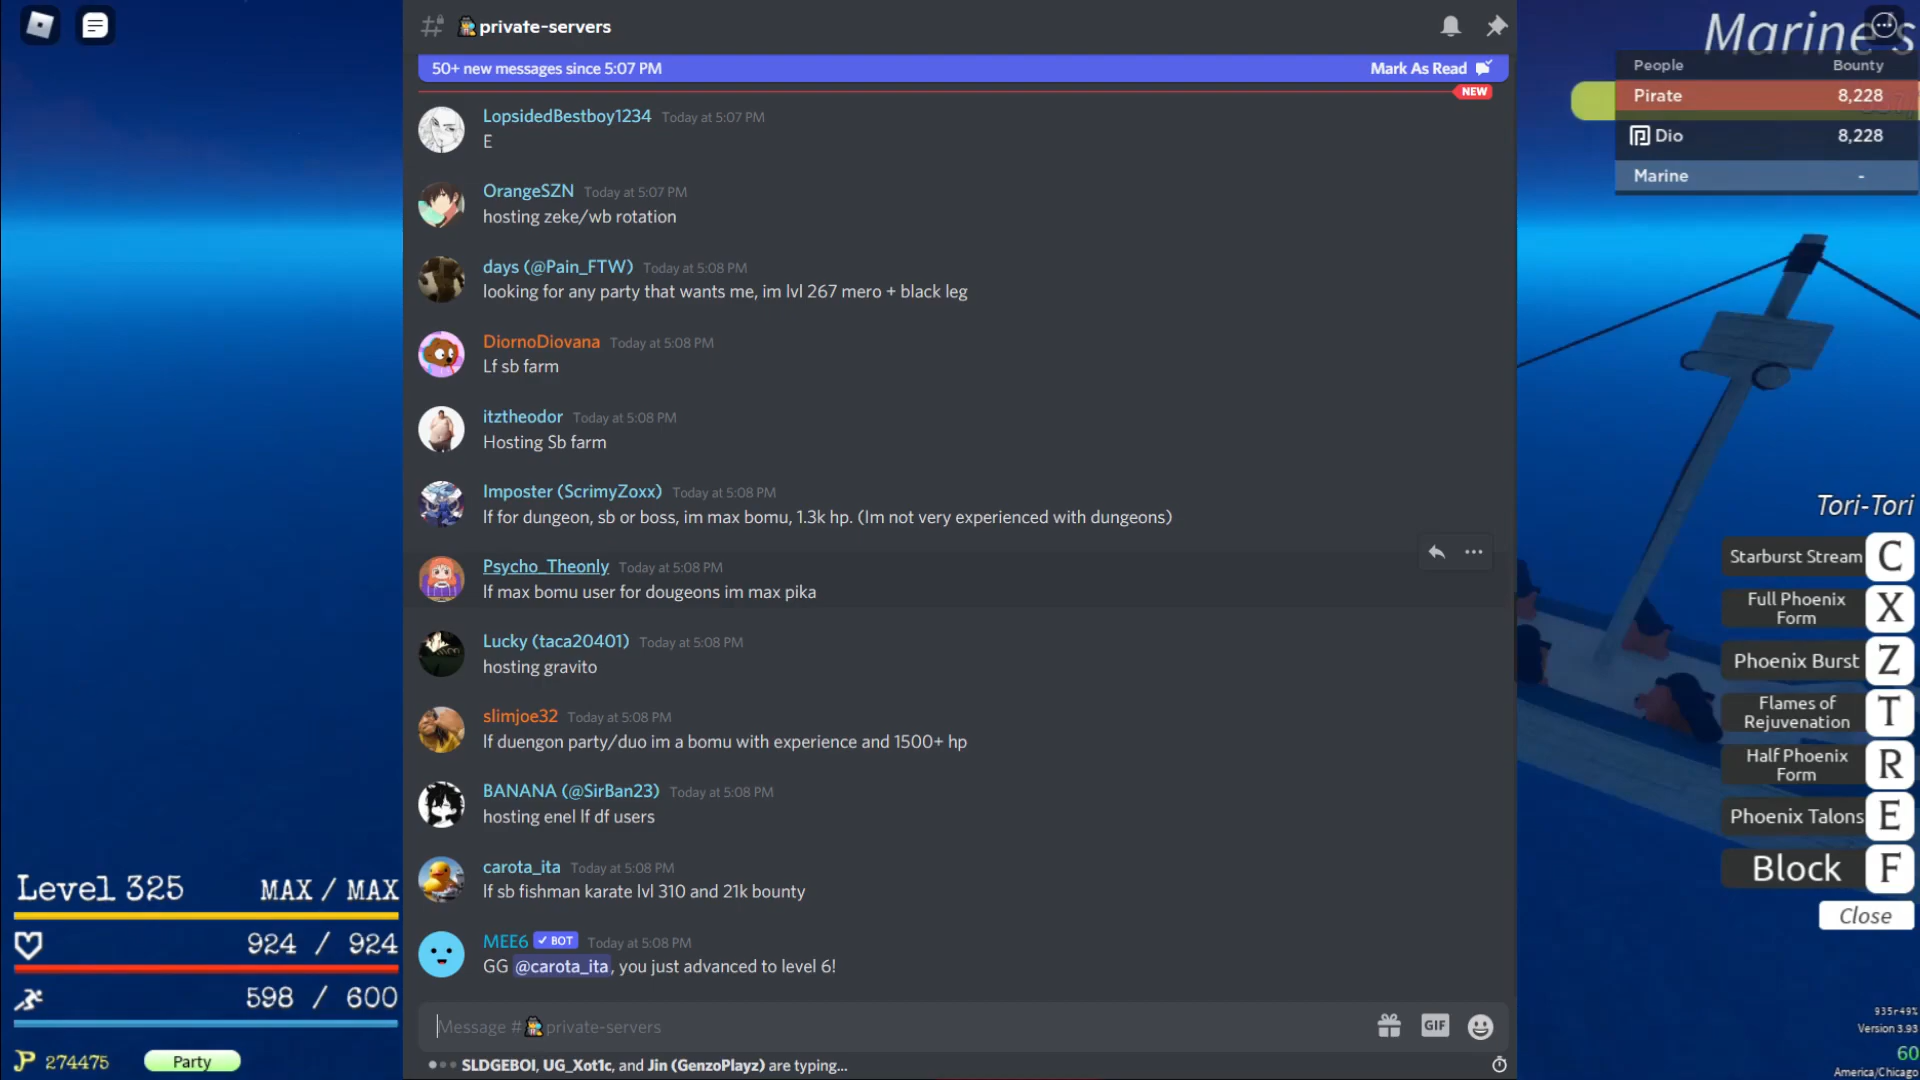 private-servers
50+ new messages since 5:07 PM
Mark As Read
NEW
LopsidedBestboy1234 Today at 5:07 PM
E
OrangeSZN Today at 5:07 PM
hosting zeke/wb rotation
days (@Pain_FTW) Today at 5:08 PM
looking for any party that wants me, im lvl 267 mero + black leg
DiornoDiovana Today at 5:08 PM
Lf sb farm
itztheodor Today at 5:08 PM
Hosting Sb farm
Imposter (ScrimyZoxx) Today at 5:08 PM
lf for dungeon, sb or boss, im max bomu, 1.3k hp. (Im not very experienced with dungeons)
Psycho_Theonly Today at 5:08 PM
lf max bomu user for dougeons im max pika
Lucky (taca20401) Today at 5:08 PM
hosting gravito
slimjoe32 Today at 5:08 PM
lf duengon party/duo im a bomu with experience and 1500+ hp
BANANA (@SirBan23) Today at 5:08 PM
hosting enel lf df users
carota_ita Today at 5:08 PM
lf sb fishman karate lvl 310 and 21k bounty
MEE6 BOT Today at 5:08 PM
GG @carota_ita, you just advanced to level 6!
Message # private-servers
GIF
SLDGEBOI, UG_Xot1c, and Jin (GenzoPlayz) are typing...
Level 325 MAX / MAX
924 / 924
598 / 600
274475
Party
Marine's
People Bounty
Pirate 8,228
Dio 8,228
Marine -
Tori-Tori
Starburst Stream C
Full Phoenix
Form X
Phoenix Burst Z
Flames of
Rejuvenation T
Half Phoenix
Form R
Phoenix Talons E
Block F
Close
935r49%
Version 3.93
60
America/Chicago